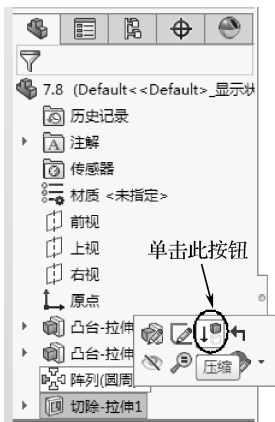 7.8 (Default<<Default>_显示状
历史记录
A 注解
传感器
材质 <未指定>
前视
上视
右视
单击此按钮
原点
凸台-拉伸
凸台-拉伸
压缩
阵列(圆周
切除-拉伸1